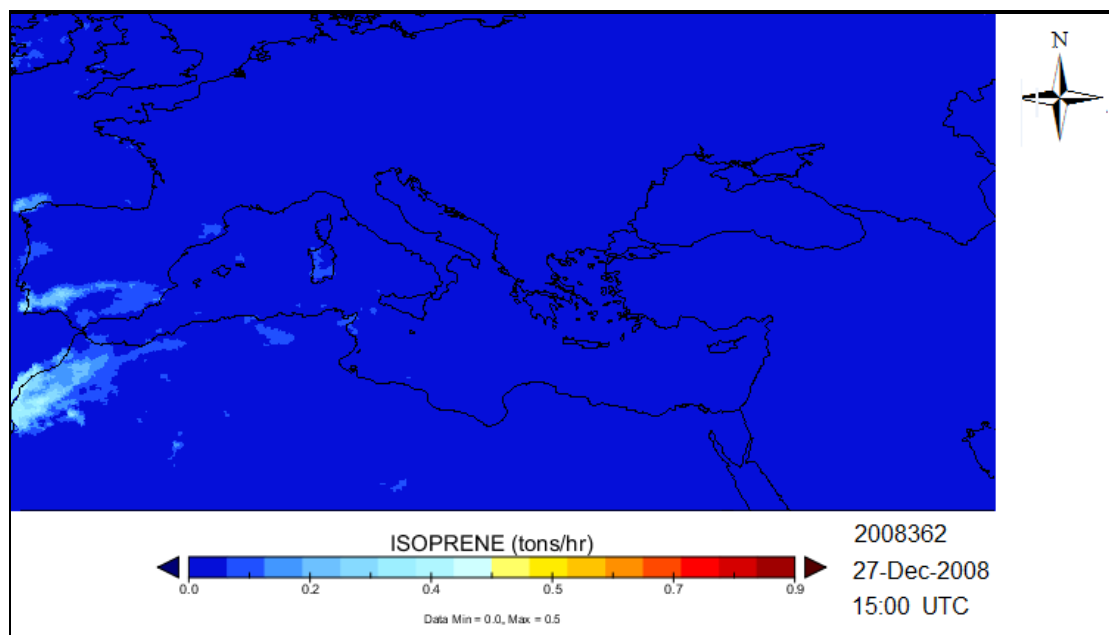 N
ISOPRENE (tons/hr)
0.0 0.2 0.4 0.5 0.7 0.9
Data Min = 0.0, Max = 0.5
2008362
27-Dec-2008
15:00 UTC